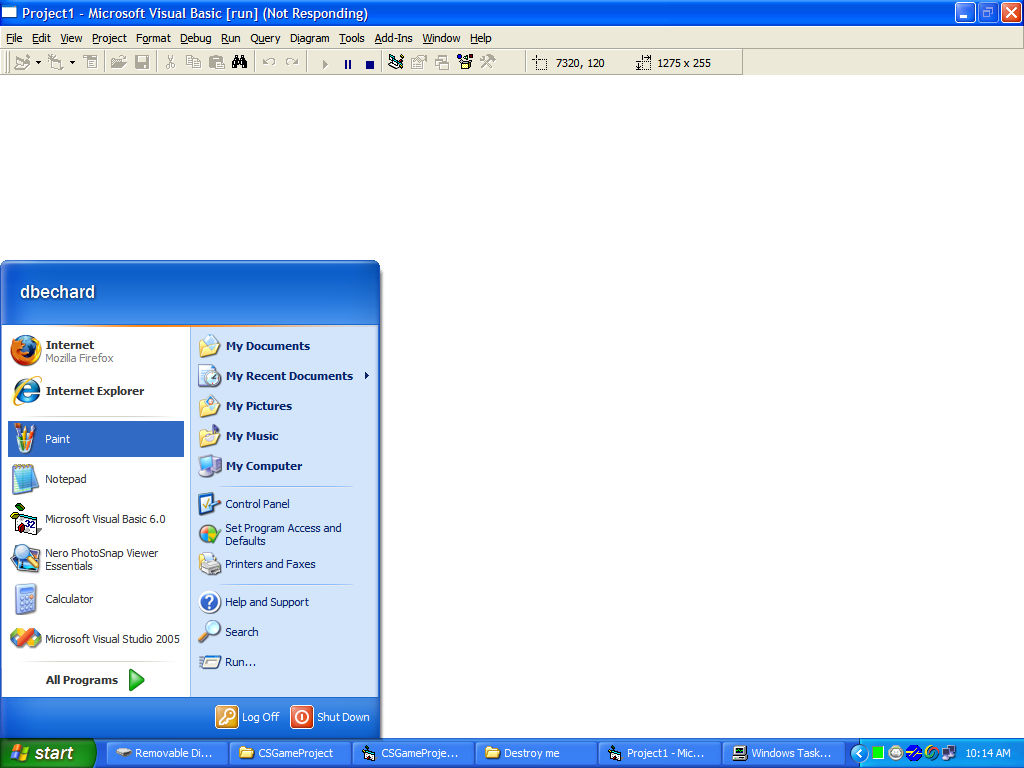 Project1 - Microsoft Visual Basic [run] (Not Responding)
File Edit View Project Format Debug Run Query Diagram Tools Add-Ins Window Help
7320, 120 1275 x 255
dbechard
Internet
Mozilla Firefox
Internet Explorer
Paint
Notepad
Microsoft Visual Basic 6.0
Nero PhotoSnap Viewer
Essentials
Calculator
Microsoft Visual Studio 2005
All Programs
My Documents
My Recent Documents
My Pictures
My Music
My Computer
Control Panel
Set Program Access and
Defaults
Printers and Faxes
Help and Support
Search
Run...
Log Off Shut Down
start Removable Di... CSGameProject CSGameProje... Destroy me Project1 - Mic... Windows Task... 10:14 AM